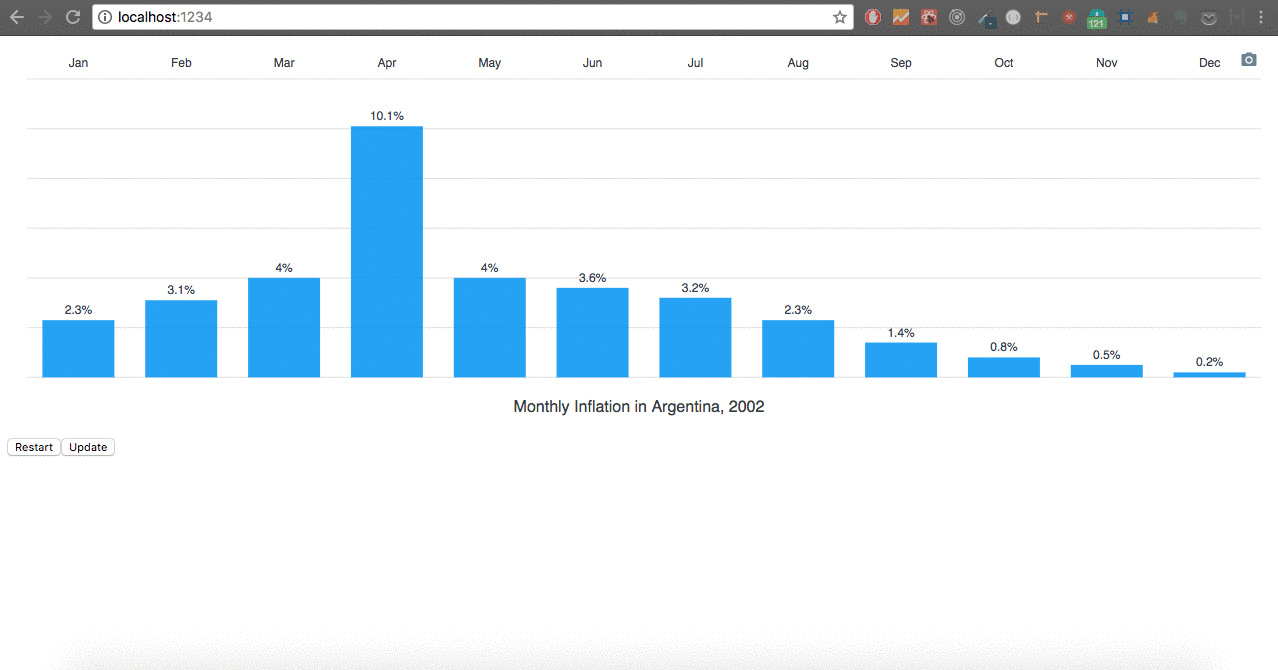 localhost:1234
121
Jan Feb Mar Apr May Jun Jul Aug Sep Oct Nov Dec
10.1%
4% 4%
3.6%
3.1% 3.2%
2.3% 2.3%
1.4%
0.8%
0.5%
0.2%
Monthly Inflation in Argentina, 2002
Restart Update